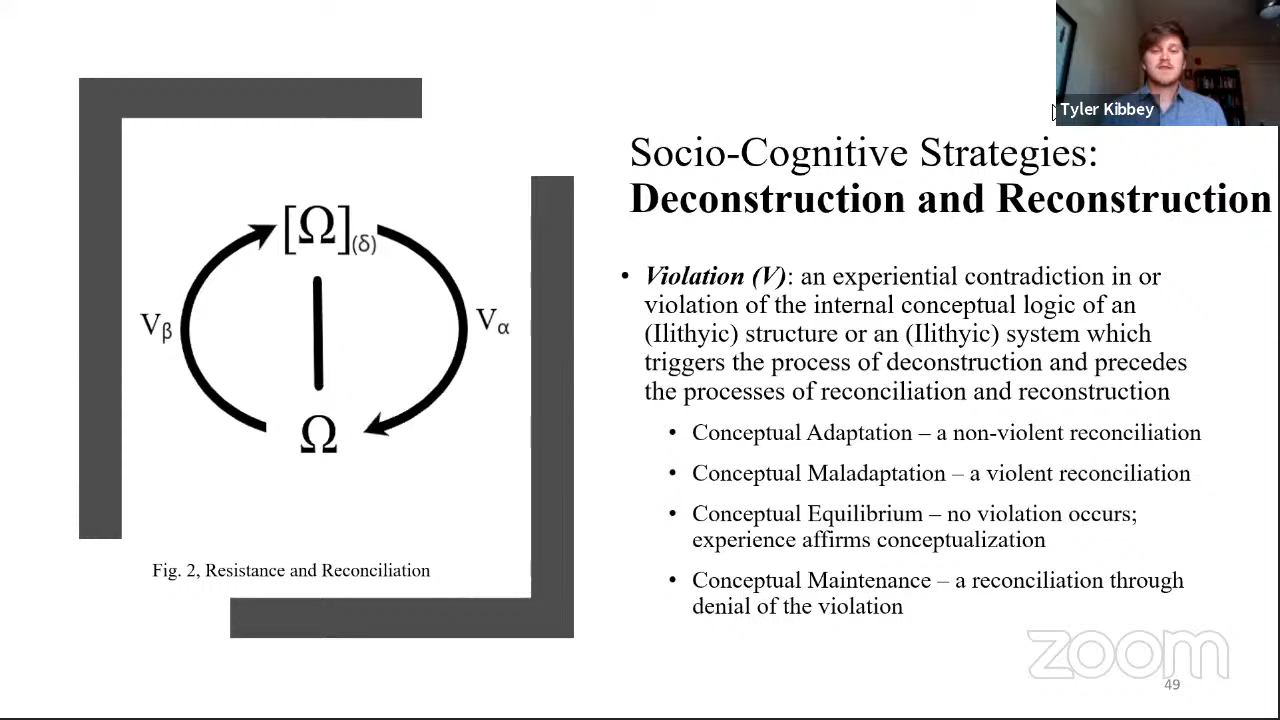 Tyler Kibbey
Socio-Cognitive Strategies:
Deconstruction and Reconstruction
[Ω](δ)
Vβ
Vα
Ω
Fig. 2, Resistance and Reconciliation
• Violation (V): an experiential contradiction in or
violation of the internal conceptual logic of an
(Ilithyic) structure or an (Ilithyic) system which
triggers the process of deconstruction and precedes
the processes of reconciliation and reconstruction
• Conceptual Adaptation – a non-violent reconciliation
• Conceptual Maladaptation – a violent reconciliation
• Conceptual Equilibrium – no violation occurs;
experience affirms conceptualization
• Conceptual Maintenance – a reconciliation through
denial of the violation
zoom
49